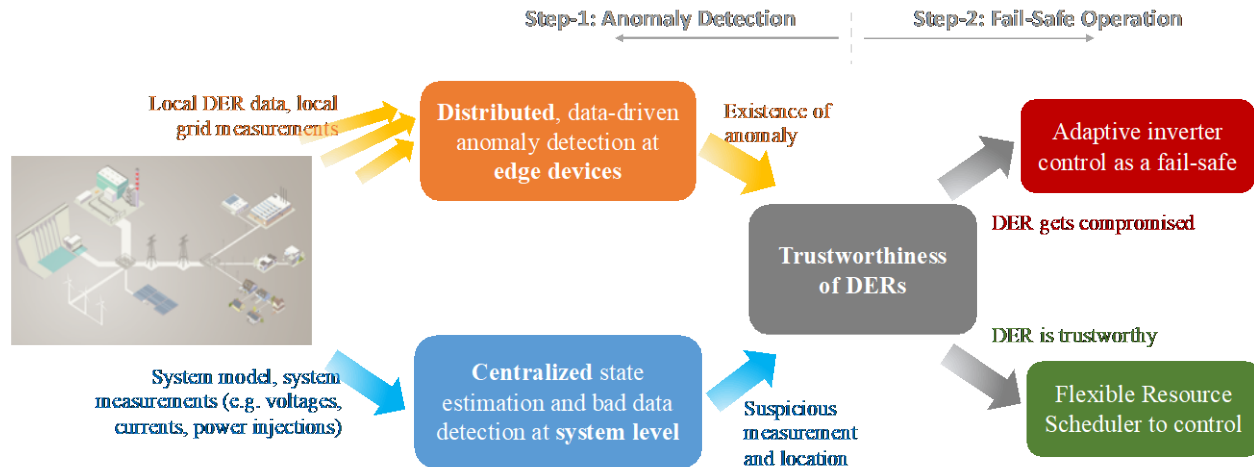 Step-1: Anomaly Detection
Step-2: Fail-Safe Operation
Local DER data, local
grid measurements
Distributed, data-driven
anomaly detection at
edge devices
Existence of
anomaly
Adaptive inverter
control as a fail-safe
DER gets compromised
Trustworthiness
of DERs
DER is trustworthy
System model, system
measurements (e.g. voltages,
currents, power injections)
Centralized state
estimation and bad data
detection at system level
Suspicious
measurement
and location
Flexible Resource
Scheduler to control